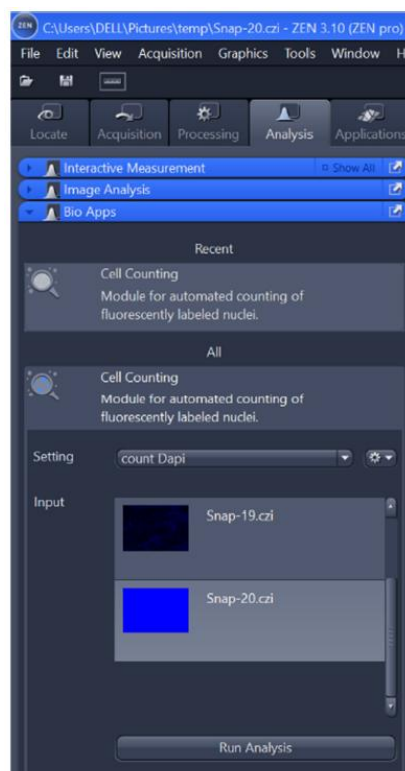 ZEN C:\Users\DELL\Pictures\temp\Snap-20.czi - ZEN 3.10 (ZEN pro)
File Edit View Acquisition Graphics Tools Window H
Locate Acquisition Processing Analysis Applications
Interactive Measurement Show All
Image Analysis
Bio Apps
Recent
Cell Counting
Module for automated counting of
fluorescently labeled nuclei.
All
Cell Counting
Module for automated counting of
fluorescently labeled nuclei.
Setting count Dapi
Input
Snap-19.czi
Snap-20.czi
Run Analysis